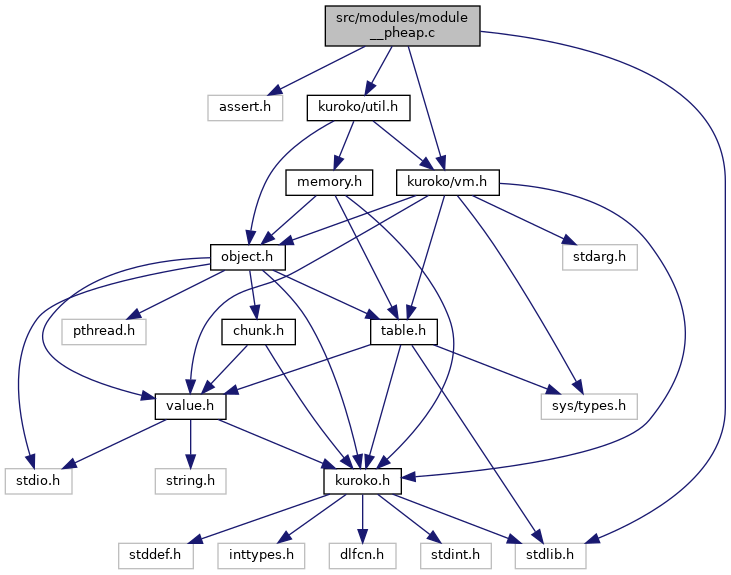 src/modules/module
__pheap.c
assert.h
kuroko/util.h
memory.h
kuroko/vm.h
object.h
stdarg.h
pthread.h
chunk.h
table.h
value.h
sys/types.h
stdio.h
string.h
kuroko.h
stddef.h
inttypes.h
dlfcn.h
stdint.h
stdlib.h